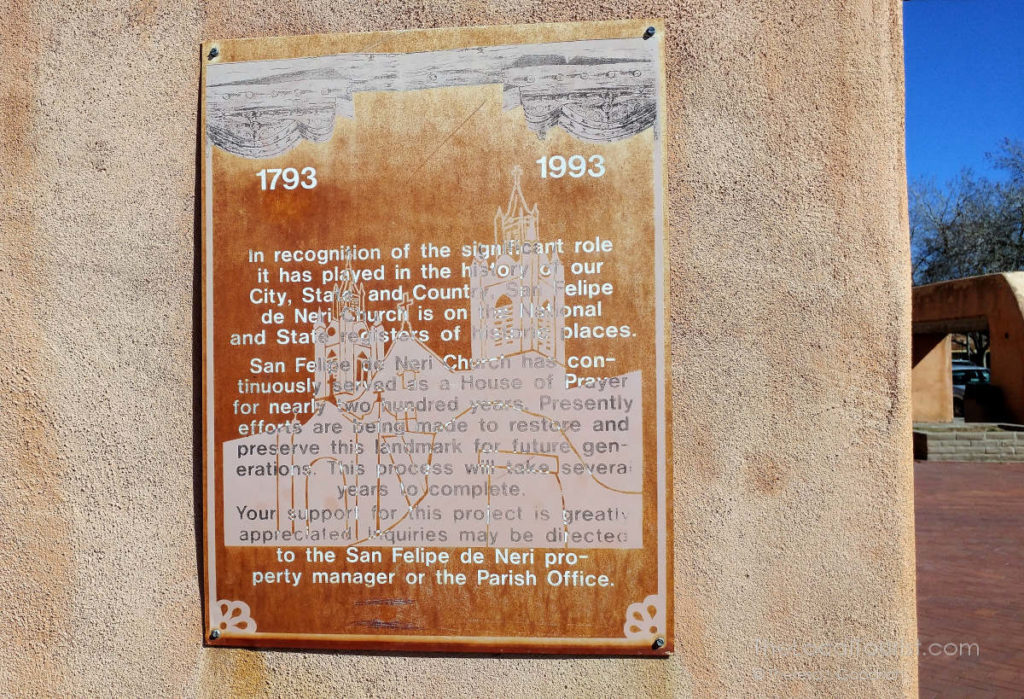 1793
1993
In recognition of the significant role
it has played in the history of our
City, State and Country, San Felipe
de Neri Church is on the National
and State registers of historic places.
San Felipe de Neri Church has con-
tinuously served as a House of Prayer
for nearly two hundred years. Presently
efforts are being made to restore and
preserve this landmark for future gen-
erations. This process will take several
years to complete.
Your support for this project is greatly
appreciated. Inquiries may be directed
to the San Felipe de Neri pro-
perty manager or the Parish Office.